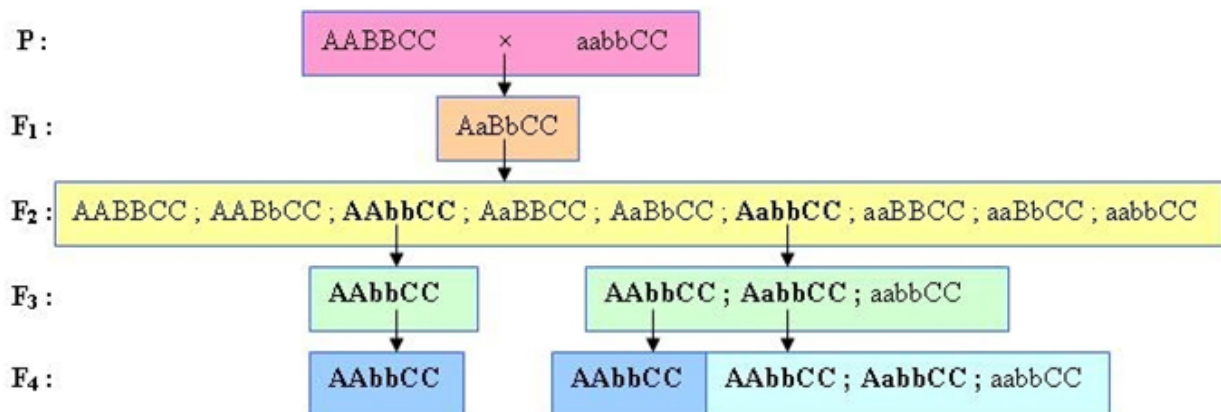 P : AABBCC × aabbCC
F₁ : AaBbCC
F₂ : AABBCC ; AABbCC ; AAbbCC ; AaBBCC ; AaBbCC ; AabbCC ; aaBBCC ; aaBbCC ; aabbCC
F₃ : AAbbCC AAbbCC ; AabbCC ; aabbCC
F₄ : AAbbCC AAbbCC AAbbCC ; AabbCC ; aabbCC